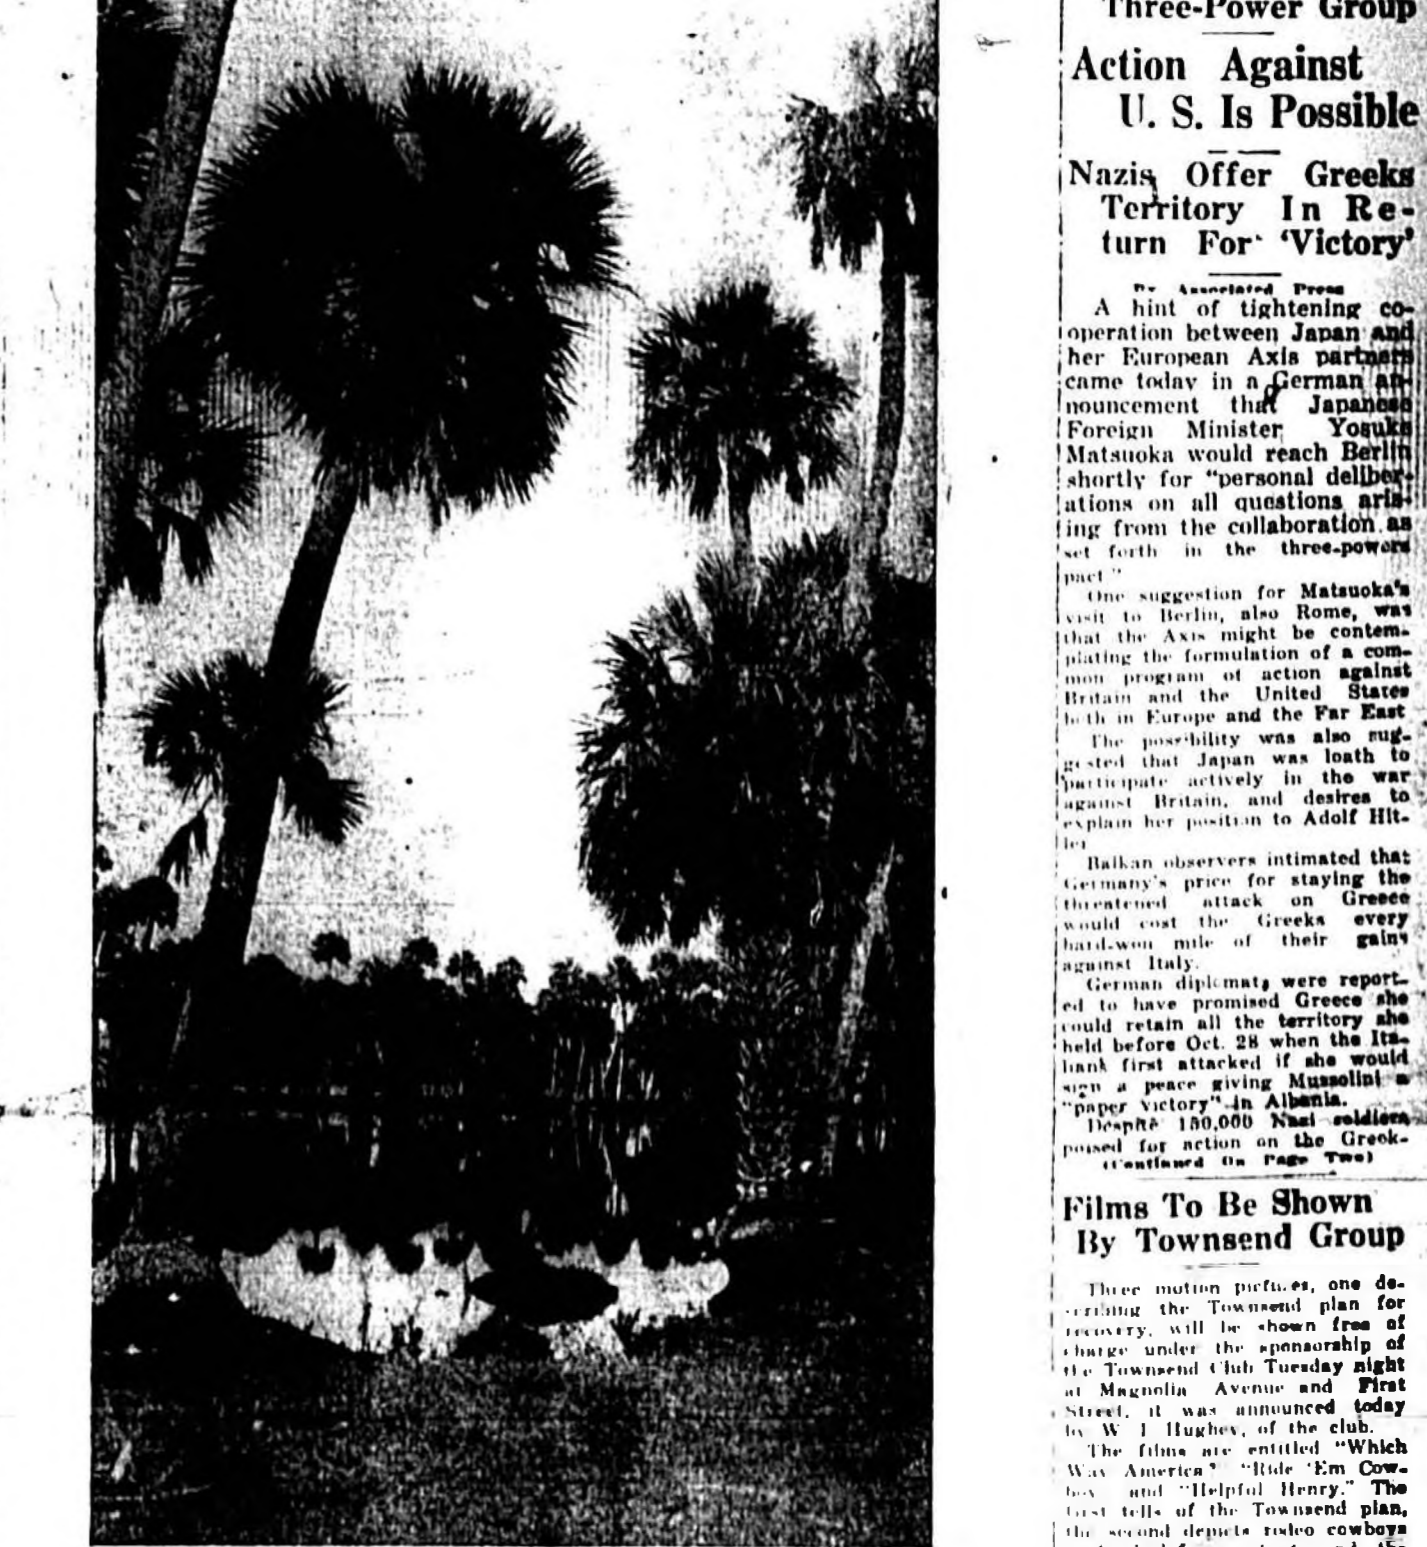 Three-Power Group
Action Against
U. S. Is Possible
Nazis Offer Greeks
Territory In Re-
turn For 'Victory'
By Associated Press
A hint of tightening co-
operation between Japan and
her European Axis partners
came today in a German an-
nouncement that Japanese
Foreign Minister Yosuke
Matsuoka would reach Berlin
shortly for "personal deliber-
ations on all questions aris-
ing from the collaboration as
set forth in the three-powers
pact"
One suggestion for Matsuoka's
visit to Berlin, also Rome, was
that the Axis might be contem-
plating the formulation of a com-
mon program of action against
Britain and the United States
both in Europe and the Far East
The possibility was also sug-
gested that Japan was loath to
participate actively in the war
against Britain, and desires to
explain her position to Adolf Hit-
ler
Balkan observers intimated that
Germany's price for staying the
threatened attack on Greece
would cost the Greeks every
hard-won mile of their gains
against Italy.
German diplomats were report-
ed to have promised Greece she
could retain all the territory she
held before Oct. 28 when the Ita-
lians first attacked if she would
sign a peace giving Mussolini a
"paper victory" in Albania.
Despite 150,000 Nazi soldiers
poised for action on the Greek-
(Continued On Page Two)
Films To Be Shown
By Townsend Group
Three motion pictures, one de-
scribing the Townsend plan for
recovery, will be shown free of
charge under the sponsorship of
the Townsend Club Tuesday night
at Magnolia Avenue and First
Street, it was announced today
by W. I Hughey, of the club.
The films are entitled "Which
Way America? "Ride 'Em Cow-
boy and "Helpful Henry." The
first tells of the Townsend plan,
the second depicts rodeo cowboys